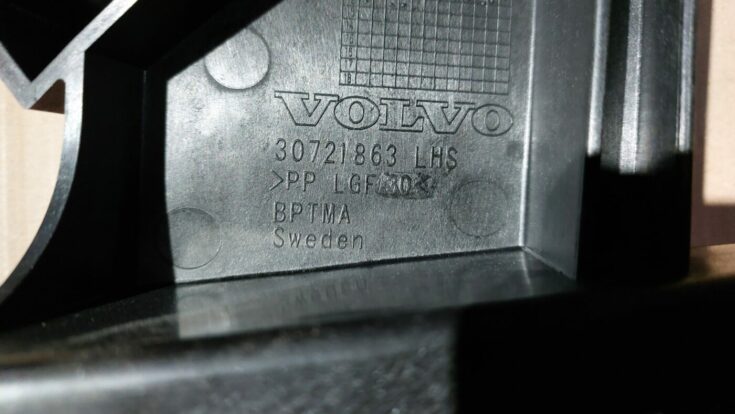 VOLVO
30721863 LHS
>PP LGF30<
BPTMA
Sweden